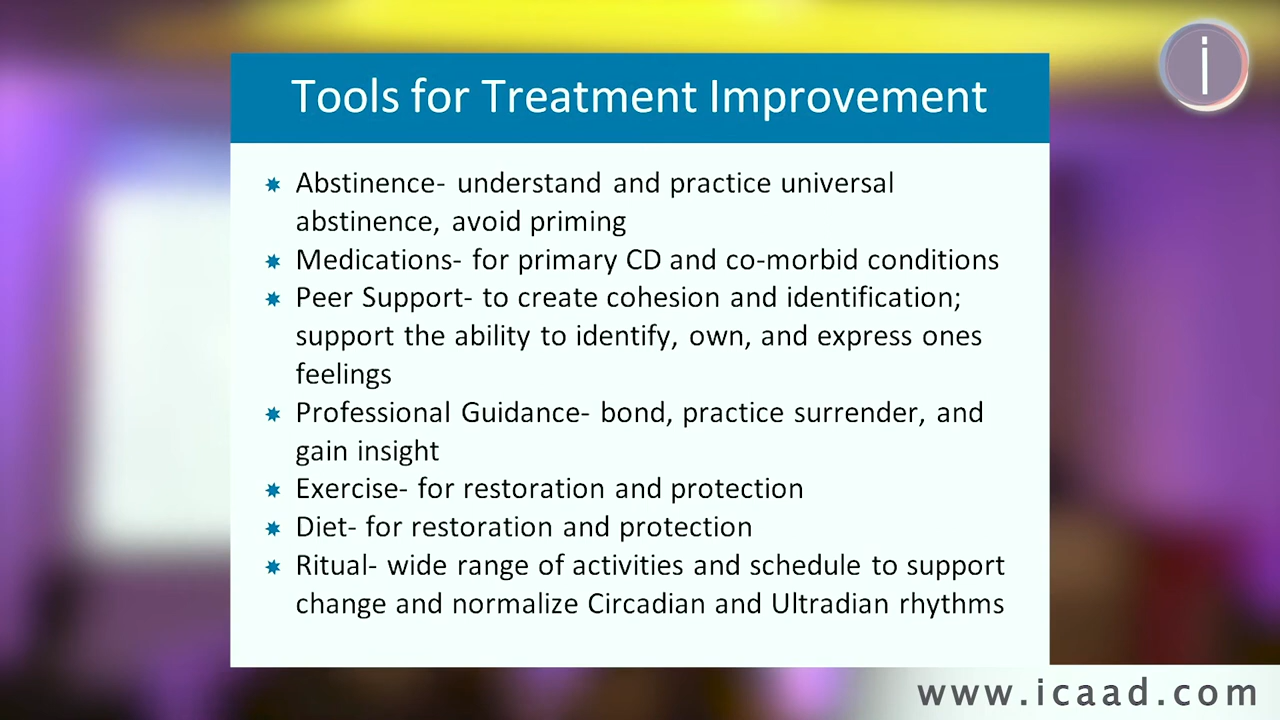 i
Tools for Treatment Improvement
✷ Abstinence- understand and practice universal
abstinence, avoid priming
✷ Medications- for primary CD and co-morbid conditions
✷ Peer Support- to create cohesion and identification;
support the ability to identify, own, and express ones
feelings
✷ Professional Guidance- bond, practice surrender, and
gain insight
✷ Exercise- for restoration and protection
✷ Diet- for restoration and protection
✷ Ritual- wide range of activities and schedule to support
change and normalize Circadian and Ultradian rhythms
www.icaad.com